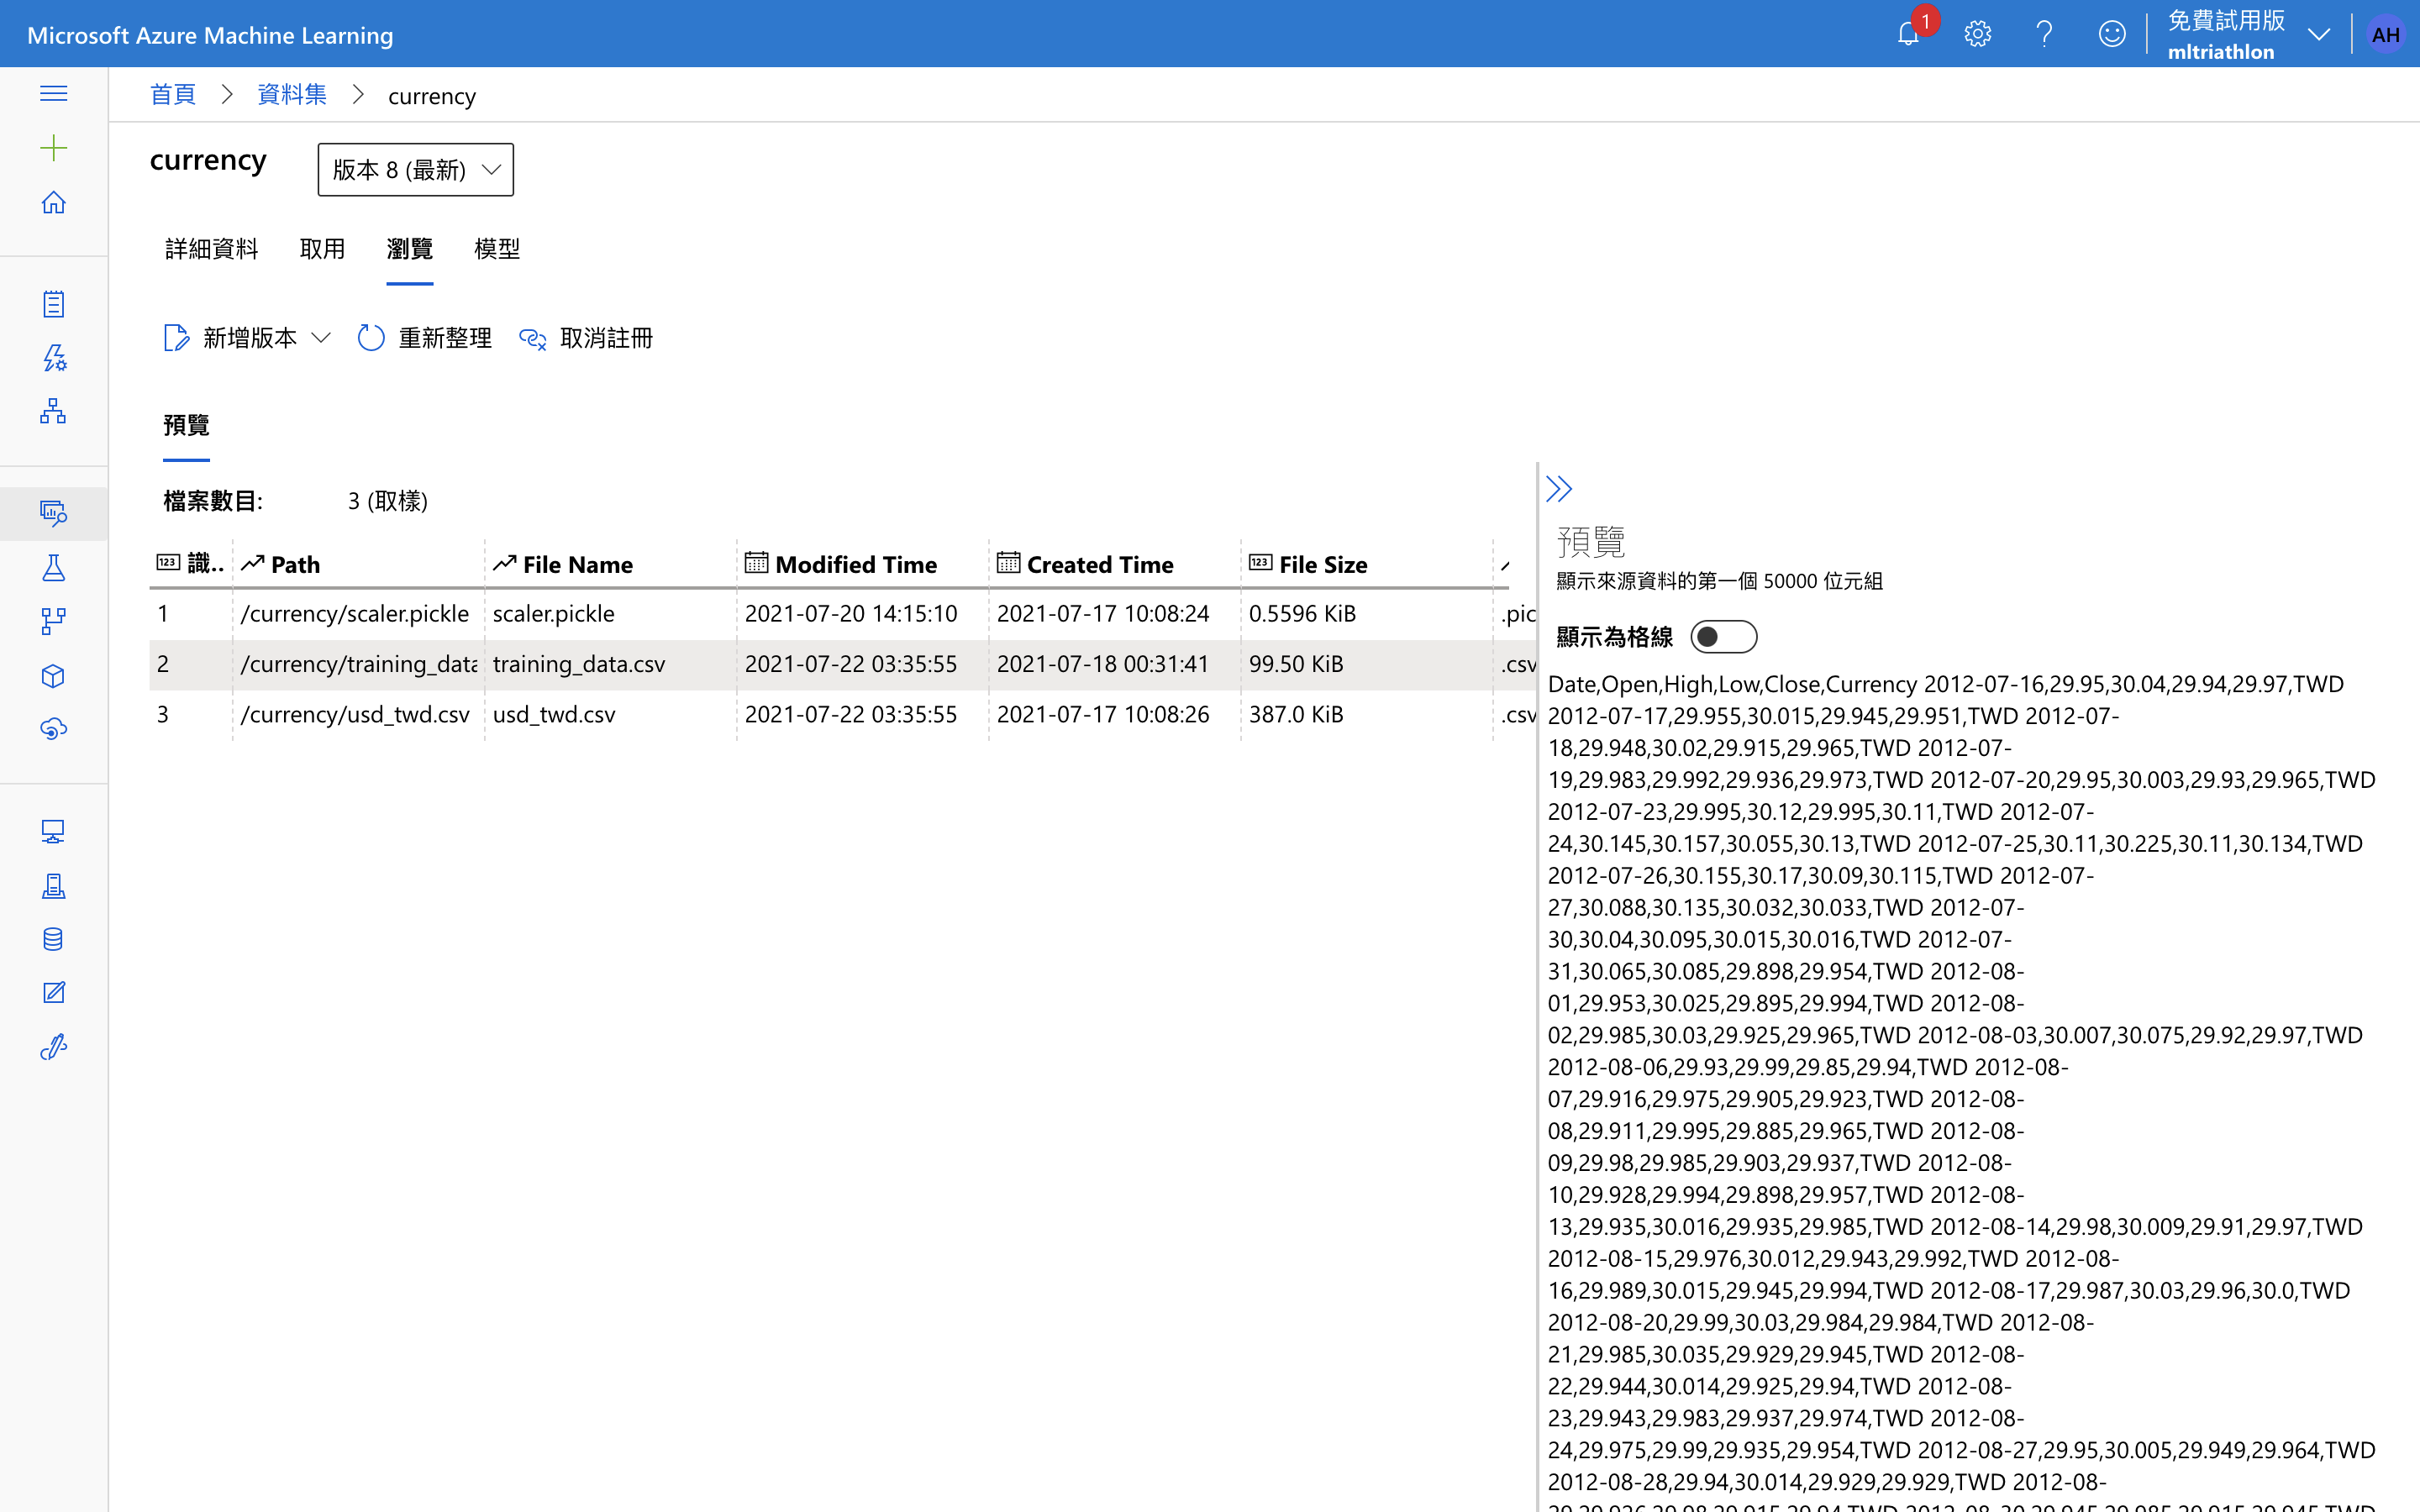 Microsoft Azure Machine Learning
1
免費試用版
mltriathlon
AH
首頁 > 資料集 > currency
currency
版本 8 (最新)
詳細資料 取用 瀏覽 模型
新增版本 重新整理 取消註冊
預覽
檔案數目: 3 (取樣)
識.. Path File Name Modified Time Created Time File Size
1 /currency/scaler.pickle scaler.pickle 2021-07-20 14:15:10 2021-07-17 10:08:24 0.5596 KiB .pic
2 /currency/training_data training_data.csv 2021-07-22 03:35:55 2021-07-18 00:31:41 99.50 KiB .csv
3 /currency/usd_twd.csv usd_twd.csv 2021-07-22 03:35:55 2021-07-17 10:08:26 387.0 KiB .csv
預覽
顯示來源資料的第一個 50000 位元組
顯示為格線
Date,Open,High,Low,Close,Currency 2012-07-16,29.95,30.04,29.94,29.97,TWD
2012-07-17,29.955,30.015,29.945,29.951,TWD 2012-07-
18,29.948,30.02,29.915,29.965,TWD 2012-07-
19,29.983,29.992,29.936,29.973,TWD 2012-07-20,29.95,30.003,29.93,29.965,TWD
2012-07-23,29.995,30.12,29.995,30.11,TWD 2012-07-
24,30.145,30.157,30.055,30.13,TWD 2012-07-25,30.11,30.225,30.11,30.134,TWD
2012-07-26,30.155,30.17,30.09,30.115,TWD 2012-07-
27,30.088,30.135,30.032,30.033,TWD 2012-07-
30,30.04,30.095,30.015,30.016,TWD 2012-07-
31,30.065,30.085,29.898,29.954,TWD 2012-08-
01,29.953,30.025,29.895,29.994,TWD 2012-08-
02,29.985,30.03,29.925,29.965,TWD 2012-08-03,30.007,30.075,29.92,29.97,TWD
2012-08-06,29.93,29.99,29.85,29.94,TWD 2012-08-
07,29.916,29.975,29.905,29.923,TWD 2012-08-
08,29.911,29.995,29.885,29.965,TWD 2012-08-
09,29.98,29.985,29.903,29.937,TWD 2012-08-
10,29.928,29.994,29.898,29.957,TWD 2012-08-
13,29.935,30.016,29.935,29.985,TWD 2012-08-14,29.98,30.009,29.91,29.97,TWD
2012-08-15,29.976,30.012,29.943,29.992,TWD 2012-08-
16,29.989,30.015,29.945,29.994,TWD 2012-08-17,29.987,30.03,29.96,30.0,TWD
2012-08-20,29.99,30.03,29.984,29.984,TWD 2012-08-
21,29.985,30.035,29.929,29.945,TWD 2012-08-
22,29.944,30.014,29.925,29.94,TWD 2012-08-
23,29.943,29.983,29.937,29.974,TWD 2012-08-
24,29.975,29.99,29.935,29.954,TWD 2012-08-27,29.95,30.005,29.949,29.964,TWD
2012-08-28,29.94,30.014,29.929,29.929,TWD 2012-08-